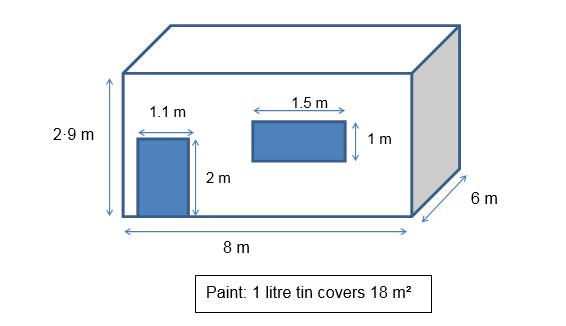 1.1 m
1.5 m
2·9 m
1 m
2 m
6 m
8 m
Paint: 1 litre tin covers 18 m²